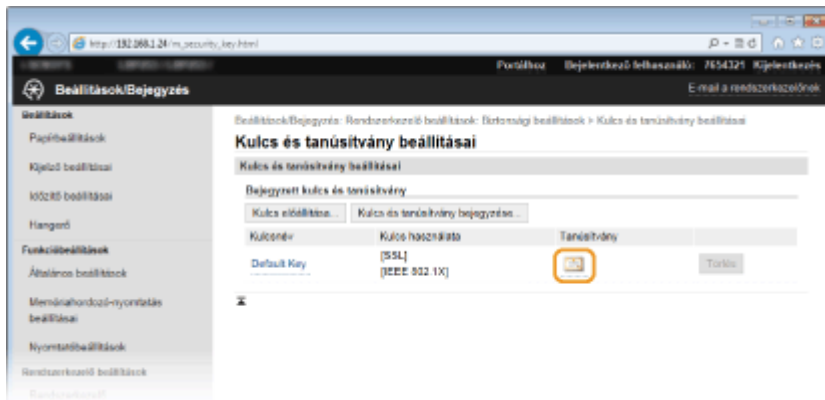 http://192.168.1.24/m_security_key.html
Portálhoz Bejelentkező felhasználó: 7654321 Kijelentkezés
Beállítások/Bejegyzés
E-mail a rendszerkezelőnek
Beállítások
Beállítások/Bejegyzés: Rendszerkezelő beállítások: Biztonsági beállítások > Kulcs és tanúsítvány beállításai
Papírbeállítások
Kulcs és tanúsítvány beállításai
Kijelző beállításai
Kulcs és tanúsítvány beállításai
Időzítő beállításai
Bejegyzett kulcs és tanúsítvány
Kulcs előállítása... Kulcs és tanúsítvány bejegyzése...
Hangerő
Kulcsnév Kulcs használata Tanúsítvány
Funkcióbeállítások
Default Key [SSL] Törlés
[IEEE 802.1X]
Általános beállítások
Memóriahordozó-nyomtatás
beállításai
Nyomtatóbeállítások
Rendszerkezelő beállítások